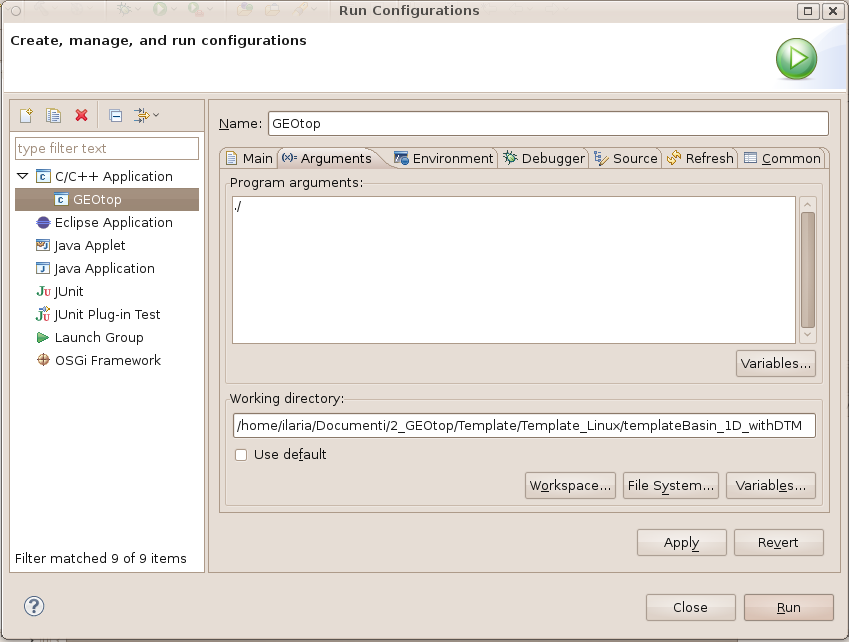 Run Configurations
Create, manage, and run configurations
type filter text
C/C++ Application
GEOtop
Eclipse Application
Java Applet
Java Application
JUnit
JUnit Plug-in Test
Launch Group
OSGi Framework
Filter matched 9 of 9 items
Name: GEOtop
Main (x)= Arguments Environment Debugger Source Refresh Common
Program arguments:
./
Variables...
Working directory:
/home/ilaria/Documenti/2_GEOtop/Template/Template_Linux/templateBasin_1D_withDTM
Use default
Workspace... File System... Variables...
Apply Revert
Close Run